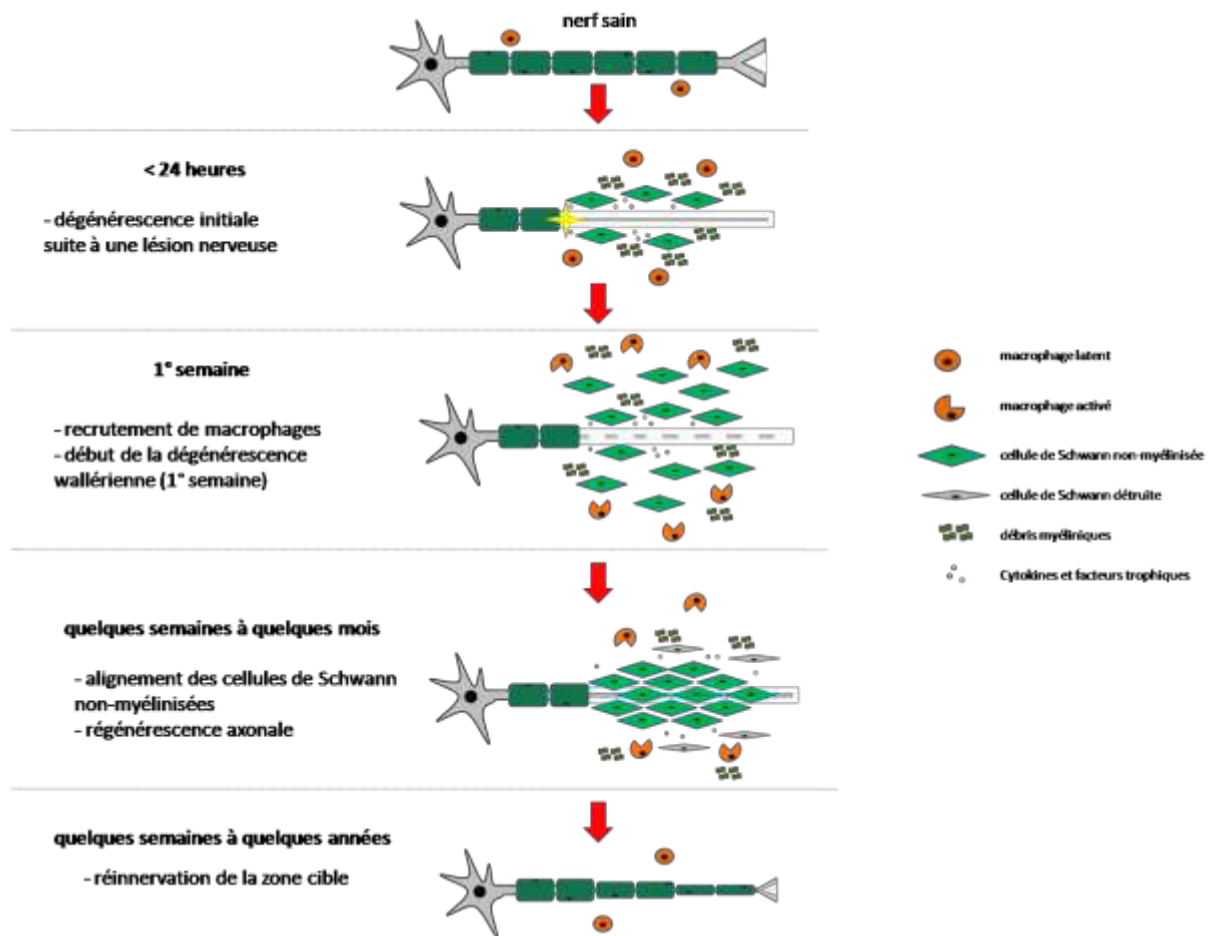 nerf sain
< 24 heures
- dégénérescence initiale
suite à une lésion nerveuse
1° semaine
- recrutement de macrophages
- début de la dégénérescence
wallérienne (1° semaine)
macrophage latent
macrophage activé
cellule de Schwann non-myélinisée
cellule de Schwann détruite
débris myéliniques
Cytokines et facteurs trophiques
quelques semaines à quelques mois
- alignement des cellules de Schwann
non-myélinisées
- régénérescence axonale
quelques semaines à quelques années
- réinnervation de la zone cible